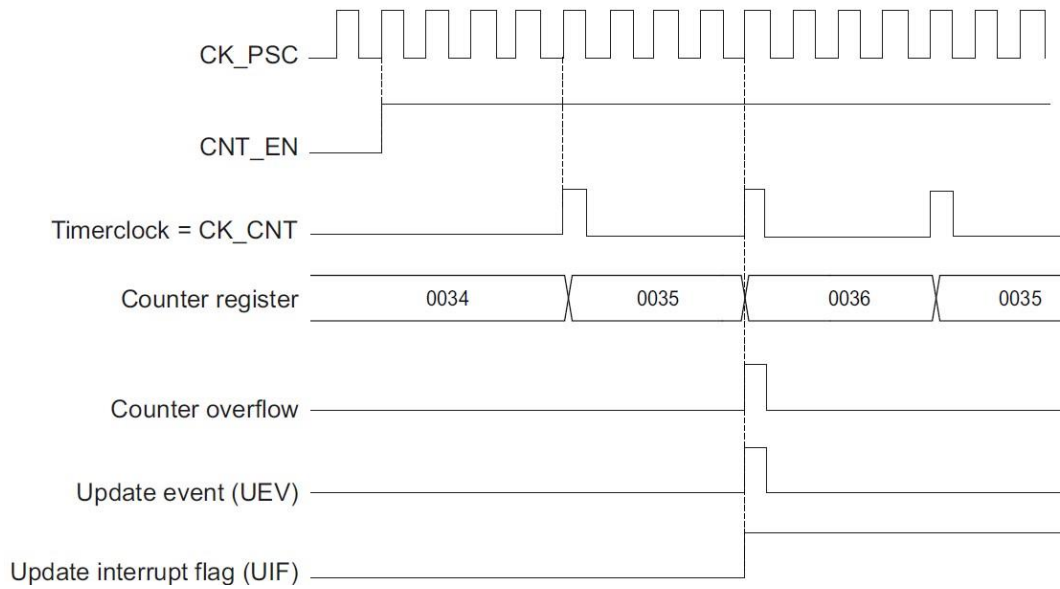 CK_PSC
CNT_EN
Timerclock = CK_CNT
Counter register
0034
0035
0036
0035
Counter overflow
Update event (UEV)
Update interrupt flag (UIF)